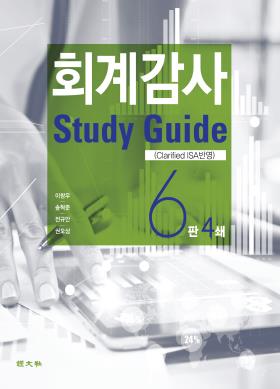 회계감사
Study Guide
(Clarified ISA반영)
이창우
송혁준
전규안
권오상
6판 4쇄
24%
經文社